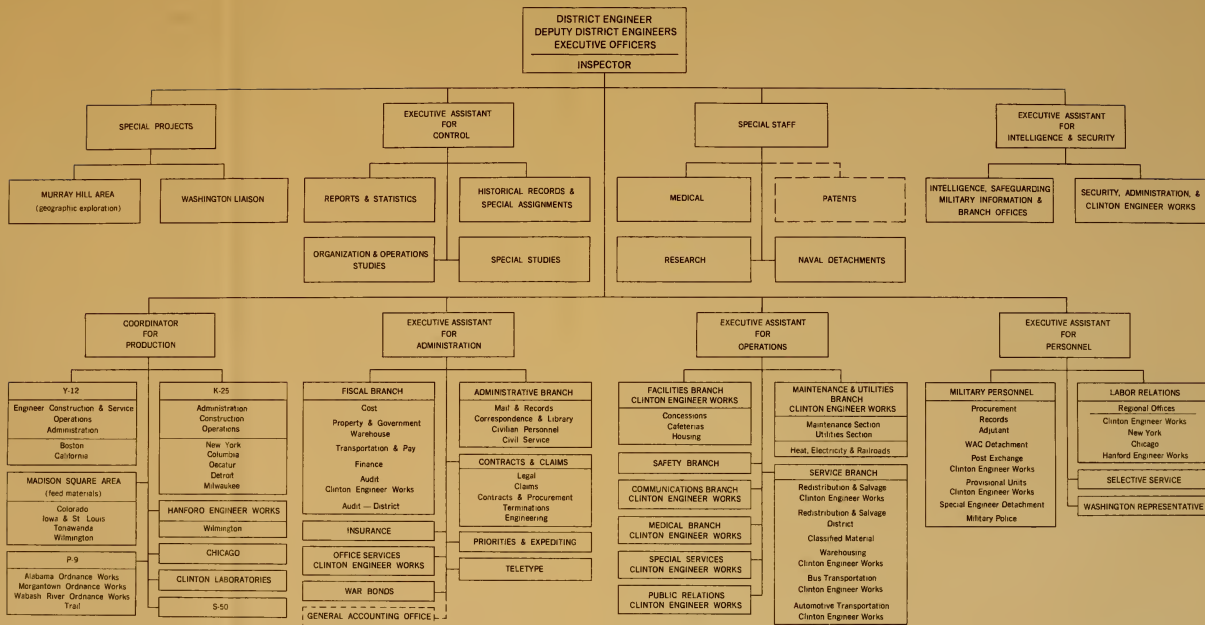 DISTRICT ENGINEER
DEPUTY DISTRICT ENGINEERS
EXECUTIVE OFFICERS
INSPECTOR
SPECIAL PROJECTS
EXECUTIVE ASSISTANT
FOR
CONTROL
SPECIAL STAFF
EXECUTIVE ASSISTANT
FOR
INTELLIGENCE & SECURITY
MURRAY HILL AREA
(geographic exploration)
WASHINGTON LIAISON
REPORTS & STATISTICS
HISTORICAL RECORDS &
SPECIAL ASSIGNMENTS
ORGANIZATION & OPERATIONS
STUDIES
SPECIAL STUDIES
MEDICAL
PATENTS
RESEARCH
NAVAL DETACHMENTS
INTELLIGENCE, SAFEGUARDING
MILITARY INFORMATION &
BRANCH OFFICES
SECURITY, ADMINISTRATION, &
CLINTON ENGINEER WORKS
COORDINATOR
FOR
PRODUCTION
EXECUTIVE ASSISTANT
FOR
ADMINISTRATION
EXECUTIVE ASSISTANT
FOR
OPERATIONS
EXECUTIVE ASSISTANT
FOR
PERSONNEL
Y-12
Engineer Construction & Service
Operations
Administration
Boston
California
MADISON SQUARE AREA
(feed materials)
Colorado
Iowa & St Louis
Tonawanda
Wilmington
P-9
Alabama Ordnance Works
Morgantown Ordnance Works
Wabash River Ordnance Works
Trail
K-25
Administration
Construction
Operations
New York
Columbia
Decatur
Detroit
Milwaukee
HANFORD ENGINEER WORKS
Wilmington
CHICAGO
CLINTON LABORATORIES
S-50
FISCAL BRANCH
Cost
Property & Government
Warehouse
Transportation & Pay
Finance
Audit
Clinton Engineer Works
Audit — District
INSURANCE
OFFICE SERVICES
CLINTON ENGINEER WORKS
WAR BONDS
GENERAL ACCOUNTING OFFICE
ADMINISTRATIVE BRANCH
Mail & Records
Correspondence & Library
Civilian Personnel
Civil Service
CONTRACTS & CLAIMS
Legal
Claims
Contracts & Procurement
Terminations
Engineering
PRIORITIES & EXPEDITING
TELETYPE
FACILITIES BRANCH
CLINTON ENGINEER WORKS
Concessions
Cafeterias
Housing
SAFETY BRANCH
COMMUNICATIONS BRANCH
CLINTON ENGINEER WORKS
MEDICAL BRANCH
CLINTON ENGINEER WORKS
SPECIAL SERVICES
CLINTON ENGINEER WORKS
PUBLIC RELATIONS
CLINTON ENGINEER WORKS
MAINTENANCE & UTILITIES
BRANCH
CLINTON ENGINEER WORKS
Maintenance Section
Utilities Section
Heat, Electricity & Railroads
SERVICE BRANCH
Redistribution & Salvage
Clinton Engineer Works
Redistribution & Salvage
District
Classified Material
Warehousing
Clinton Engineer Works
Bus Transportation
Clinton Engineer Works
Automotive Transportation
Clinton Engineer Works
MILITARY PERSONNEL
Procurement
Records
Adjutant
WAC Detachment
Post Exchange
Clinton Engineer Works
Provisional Units
Clinton Engineer Works
Special Engineer Detachment
Military Police
LABOR RELATIONS
Regional Offices
Clinton Engineer Works
New York
Chicago
Hanford Engineer Works
SELECTIVE SERVICE
WASHINGTON REPRESENTATIVE